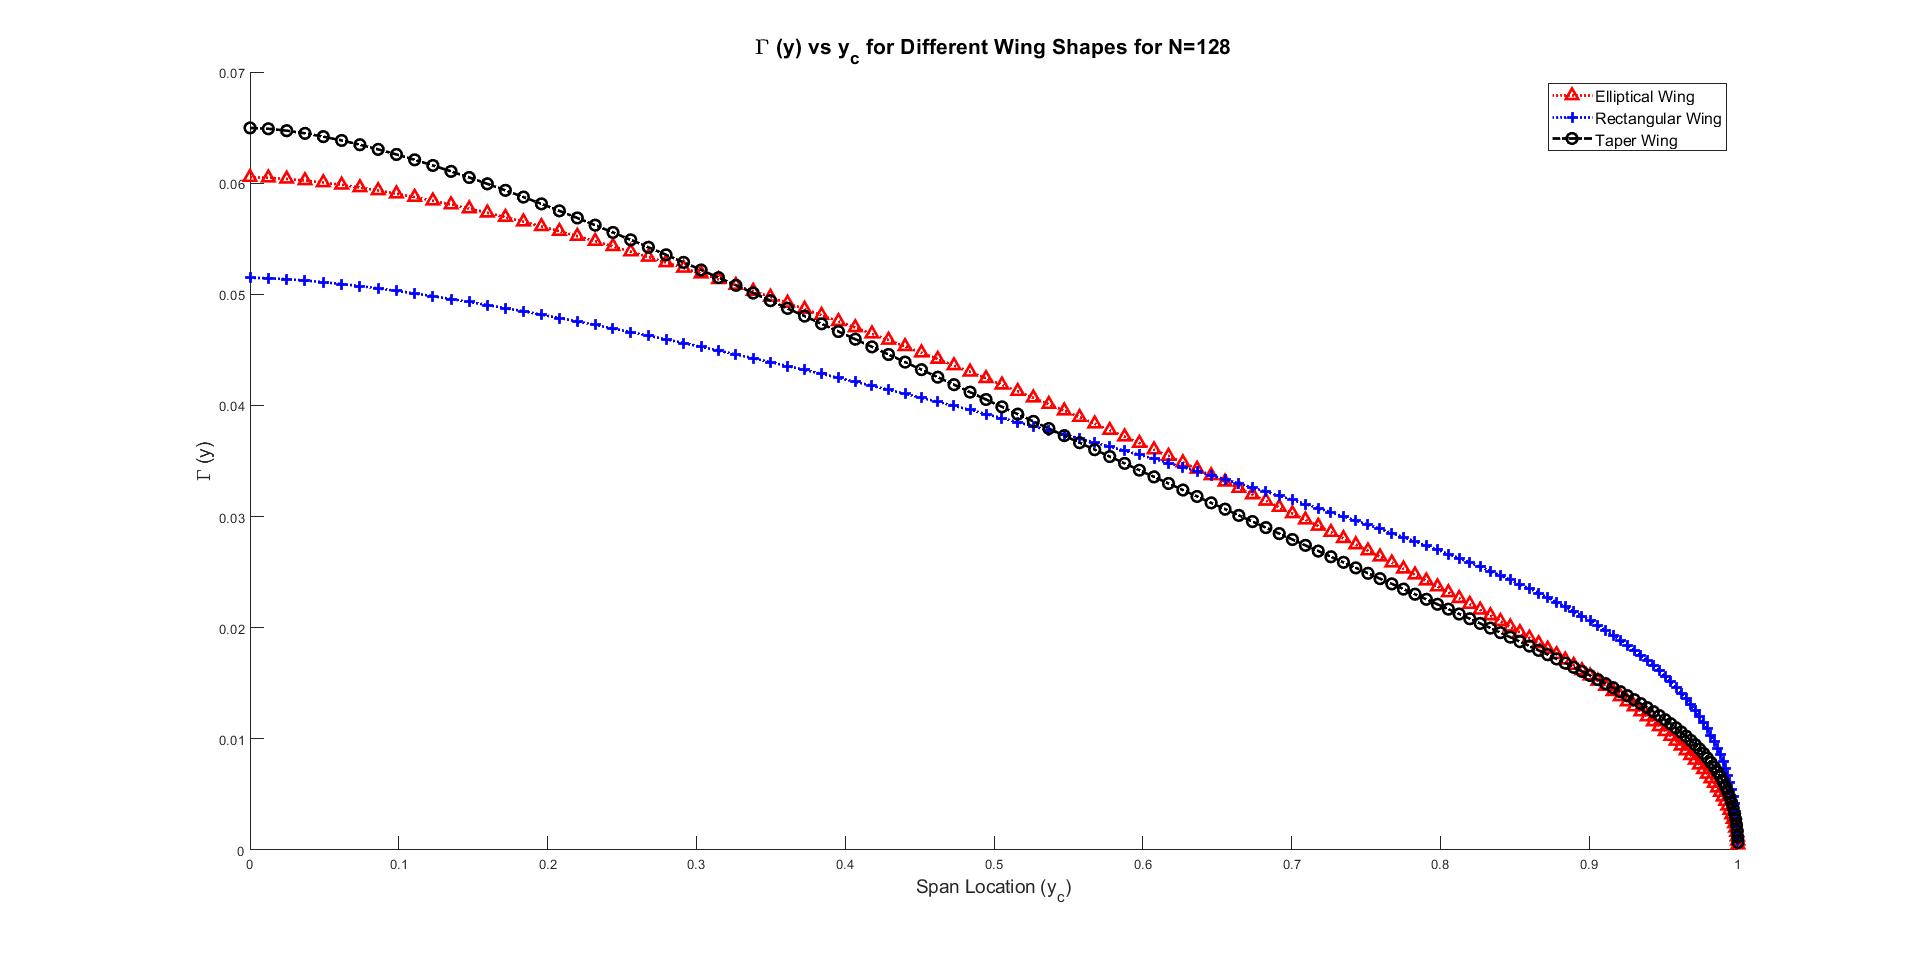 Γ (y) vs y_c for Different Wing Shapes for N=128
Elliptical Wing
Rectangular Wing
Taper Wing
0.07
0.06
0.05
0.04
0.03
0.02
0.01
0
Γ (y)
0 0.1 0.2 0.3 0.4 0.5 0.6 0.7 0.8 0.9 1
Span Location (y_c)